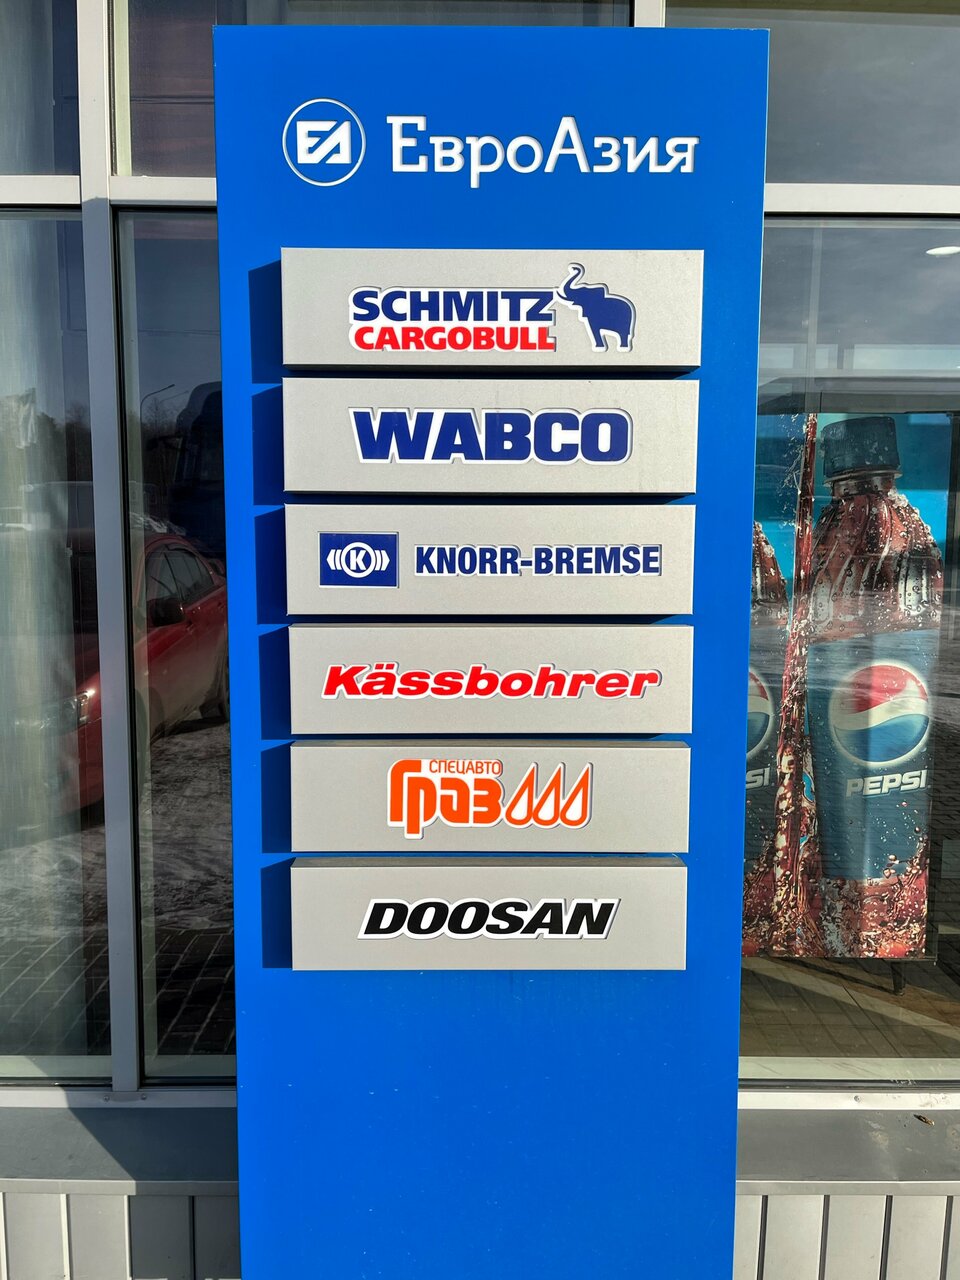 ЕвроАзия
SCHMITZ
CARGOBULL
WABCO
K KNORR-BREMSE
Kässbohrer
СПЕЦАВТО
Граз
DOOSAN
PEPSI